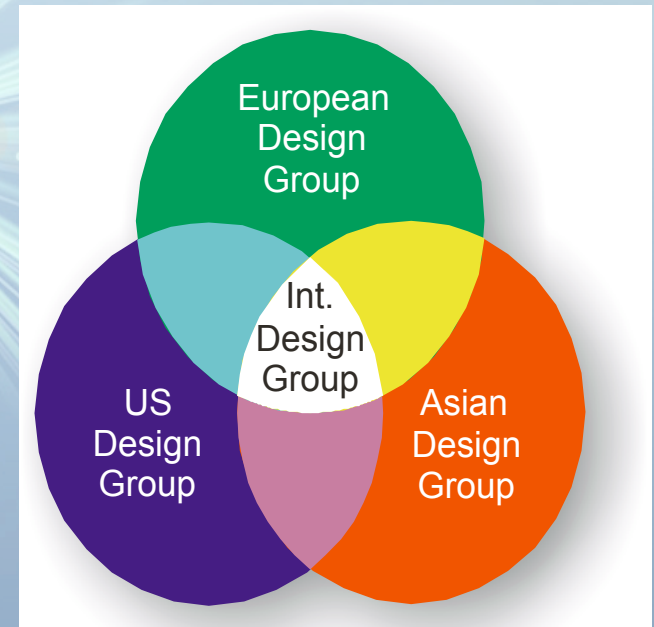 European
Design
Group
Int.
Design
Group
US
Design
Group
Asian
Design
Group